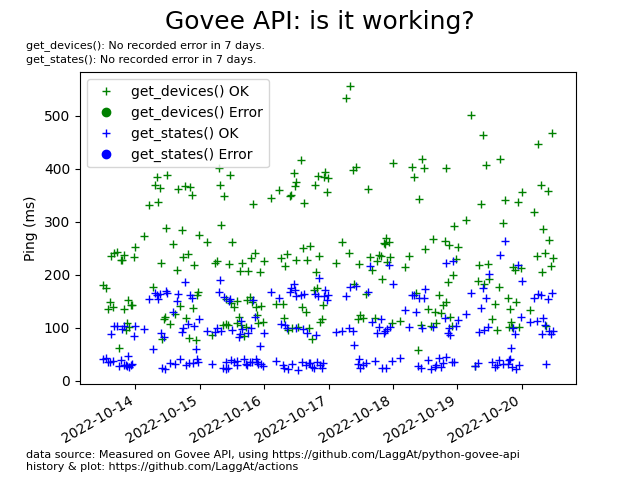 Govee API: is it working?
get_devices(): No recorded error in 7 days.
get_states(): No recorded error in 7 days.
get_devices() OK
get_devices() Error
get_states() OK
get_states() Error
Ping (ms)
500
400
300
200
100
0
2022-10-14
2022-10-15
2022-10-16
2022-10-17
2022-10-18
2022-10-19
2022-10-20
data source: Measured on Govee API, using https://github.com/LaggAt/python-govee-api
history & plot: https://github.com/LaggAt/actions